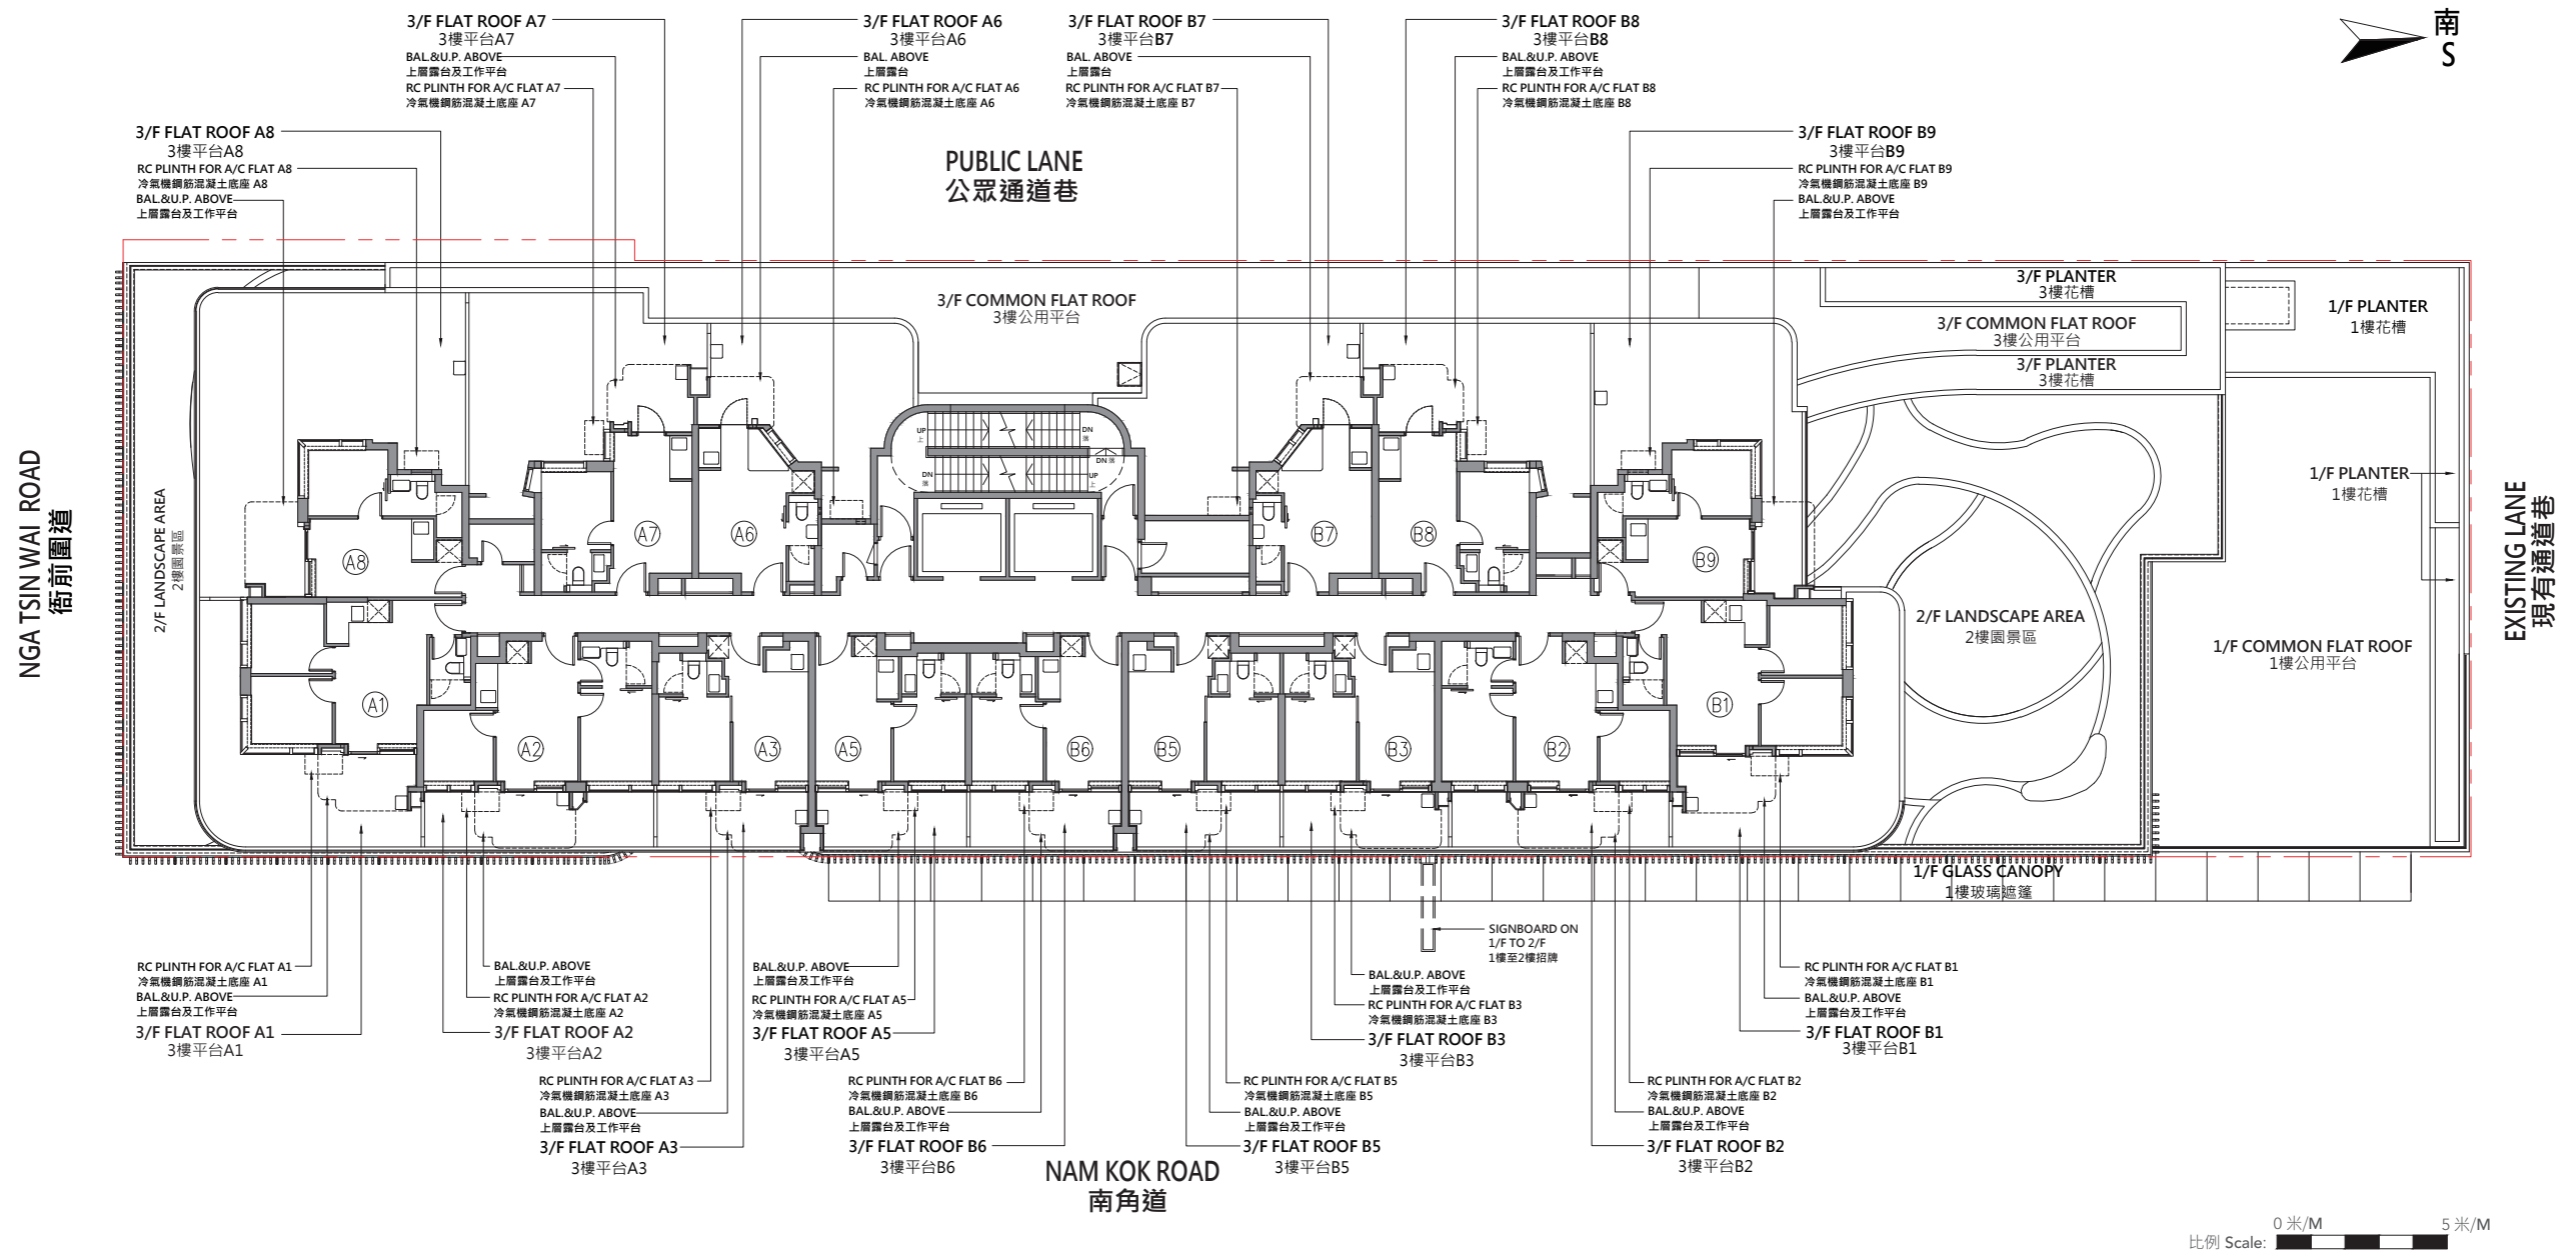 3/F FLAT ROOF A7
3樓平台A7
BAL.&U.P. ABOVE
上層露台及工作平台
RC PLINTH FOR A/C FLAT A7
冷氣機鋼筋混凝土底座 A7
3/F FLAT ROOF A6
3樓平台A6
BAL. ABOVE
上層露台
RC PLINTH FOR A/C FLAT A6
冷氣機鋼筋混凝土底座 A6
3/F FLAT ROOF B7
3樓平台B7
BAL. ABOVE
上層露台
RC PLINTH FOR A/C FLAT B7
冷氣機鋼筋混凝土底座 B7
3/F FLAT ROOF B8
3樓平台B8
BAL.&U.P. ABOVE
上層露台及工作平台
RC PLINTH FOR A/C FLAT B8
冷氣機鋼筋混凝土底座 B8
南
S
3/F FLAT ROOF A8
3樓平台A8
RC PLINTH FOR A/C FLAT A8
冷氣機鋼筋混凝土底座 A8
BAL.&U.P. ABOVE
上層露台及工作平台
PUBLIC LANE
公眾通道巷
3/F FLAT ROOF B9
3樓平台B9
RC PLINTH FOR A/C FLAT B9
冷氣機鋼筋混凝土底座 B9
BAL.&U.P. ABOVE
上層露台及工作平台
3/F COMMON FLAT ROOF
3樓公用平台
3/F PLANTER
3樓花槽
3/F COMMON FLAT ROOF
3樓公用平台
3/F PLANTER
3樓花槽
1/F PLANTER
1樓花槽
1/F PLANTER
1樓花槽
NGA TSIN WAI ROAD
衙前圍道
2/F LANDSCAPE AREA
2樓園景區
UP
上
DN
落
DN
落
DN 落
UP
上
A8
A7
A6
B7
B8
B9
EXISTING LANE
現有通道巷
2/F LANDSCAPE AREA
2樓園景區
1/F COMMON FLAT ROOF
1樓公用平台
A1
A2
A3
A5
B6
B5
B3
B2
B1
1/F GLASS CANOPY
1樓玻璃遮篷
SIGNBOARD ON
1/F TO 2/F
1樓至2樓招牌
RC PLINTH FOR A/C FLAT A1
冷氣機鋼筋混凝土底座 A1
BAL.&U.P. ABOVE
上層露台及工作平台
3/F FLAT ROOF A1
3樓平台A1
BAL.&U.P. ABOVE
上層露台及工作平台
RC PLINTH FOR A/C FLAT A2
冷氣機鋼筋混凝土底座 A2
3/F FLAT ROOF A2
3樓平台A2
BAL.&U.P. ABOVE
上層露台及工作平台
RC PLINTH FOR A/C FLAT A5
冷氣機鋼筋混凝土底座 A5
3/F FLAT ROOF A5
3樓平台A5
BAL.&U.P. ABOVE
上層露台及工作平台
RC PLINTH FOR A/C FLAT B3
冷氣機鋼筋混凝土底座 B3
3/F FLAT ROOF B3
3樓平台B3
RC PLINTH FOR A/C FLAT B1
冷氣機鋼筋混凝土底座 B1
BAL.&U.P. ABOVE
上層露台及工作平台
3/F FLAT ROOF B1
3樓平台B1
RC PLINTH FOR A/C FLAT A3
冷氣機鋼筋混凝土底座 A3
BAL.&U.P. ABOVE
上層露台及工作平台
3/F FLAT ROOF A3
3樓平台A3
RC PLINTH FOR A/C FLAT B6
冷氣機鋼筋混凝土底座 B6
BAL.&U.P. ABOVE
上層露台及工作平台
3/F FLAT ROOF B6
3樓平台B6
RC PLINTH FOR A/C FLAT B5
冷氣機鋼筋混凝土底座 B5
BAL.&U.P. ABOVE
上層露台及工作平台
3/F FLAT ROOF B5
3樓平台B5
RC PLINTH FOR A/C FLAT B2
冷氣機鋼筋混凝土底座 B2
BAL.&U.P. ABOVE
上層露台及工作平台
3/F FLAT ROOF B2
3樓平台B2
NAM KOK ROAD
南角道
0 米/M 5 米/M
比例 Scale: